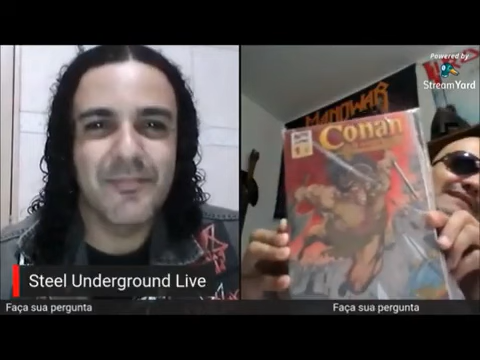 Powered by
StreamYard
MANOWAR
Conan
Steel Underground Live
Faça sua pergunta
Faça sua pergunta